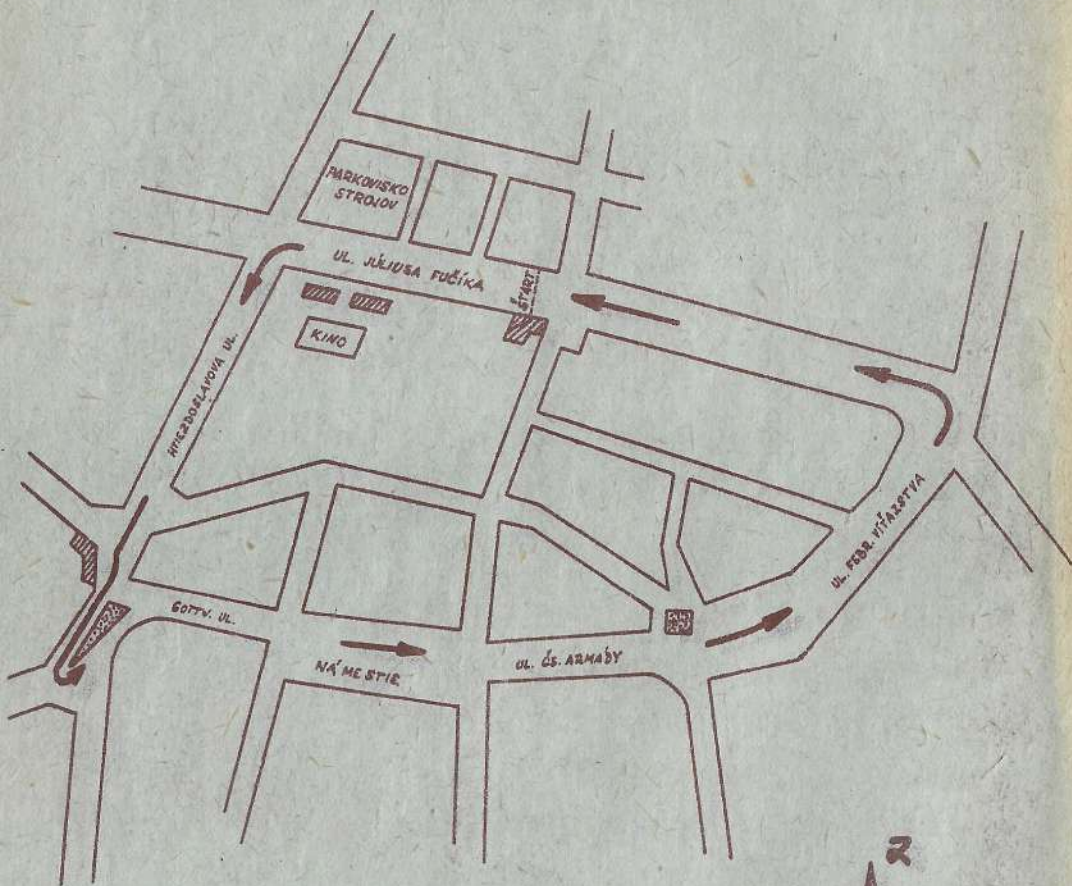 PARKOVISKO
STROJOV
UL. JÚLIUSA FUČÍKA
ŠTART
KINO
HVIEZDOSLAVOVA UL.
UL. FEBR. VÍŤAZSTVA
GOTTV. UL.
NÁMESTIE
UL. ČS. ARMÁDY